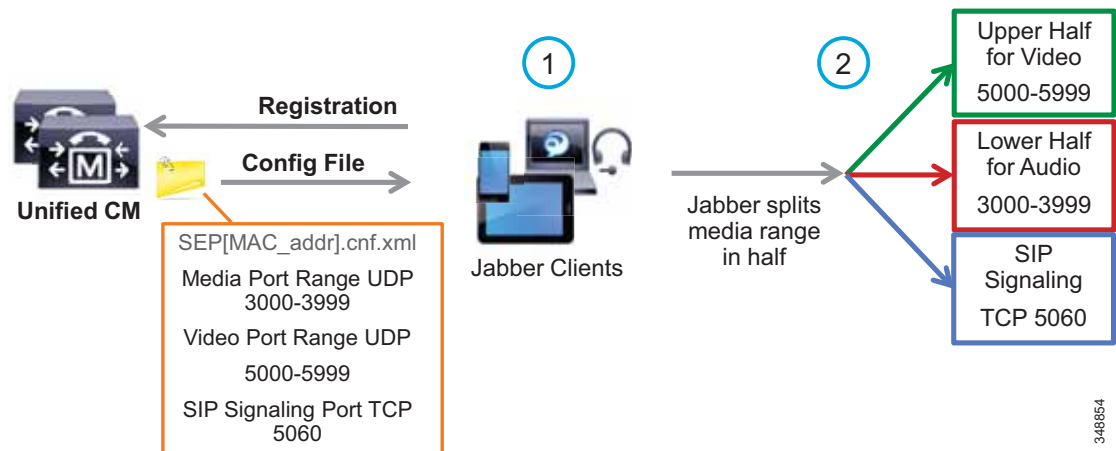 1
2
Registration
Config File
Unified CM
M
SEP[MAC_addr].cnf.xml
Media Port Range UDP
3000-3999
Video Port Range UDP
5000-5999
SIP Signaling Port TCP
5060
Jabber Clients
Jabber splits
media range
in half
Upper Half
for Video
5000-5999
Lower Half
for Audio
3000-3999
SIP
Signaling
TCP 5060
348854